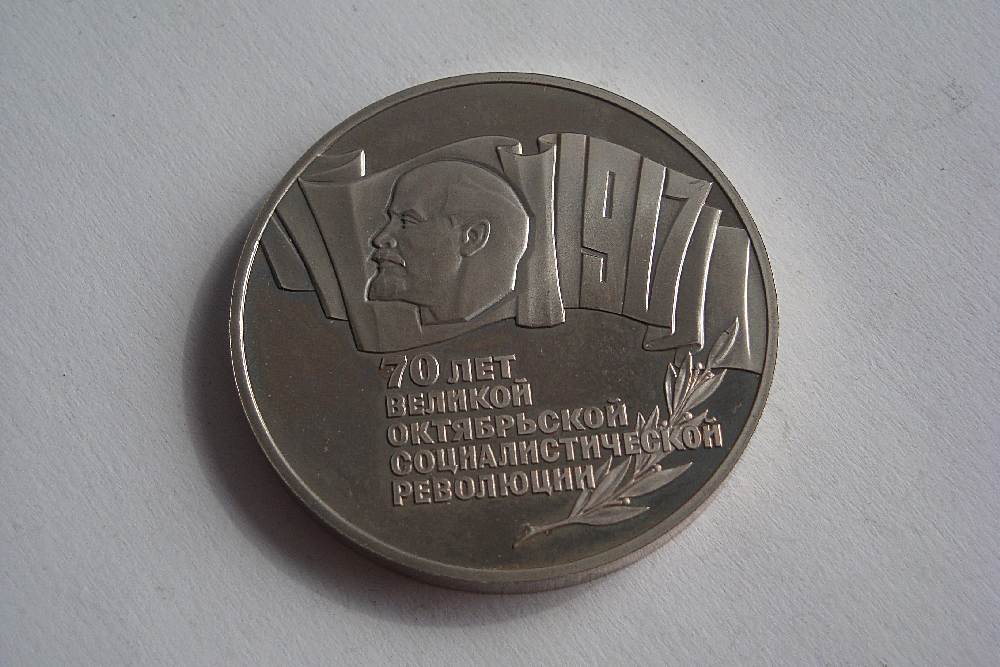 1917
70 ЛЕТ
ВЕЛИКОЙ
ОКТЯБРЬСКОЙ
СОЦИАЛИСТИЧЕСКОЙ
РЕВОЛЮЦИИ